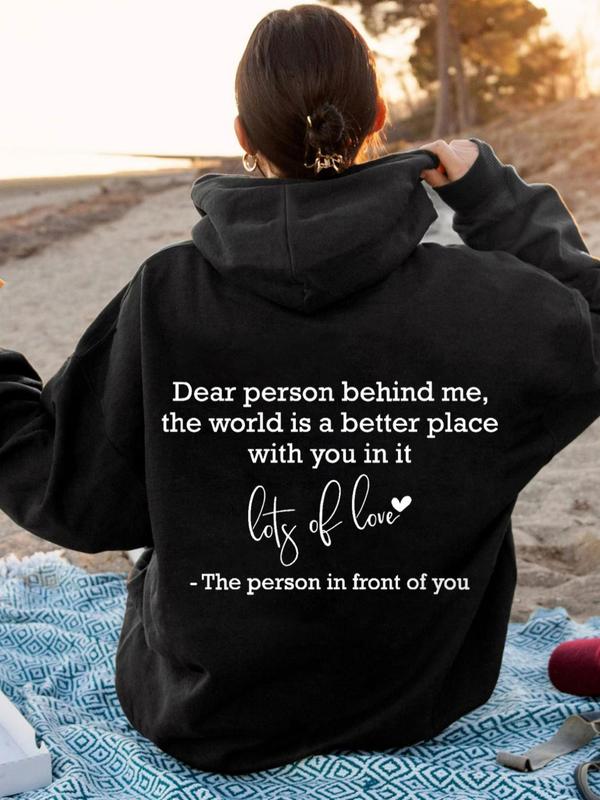 Dear person behind me,
the world is a better place
with you in it
lots of love
- The person in front of you